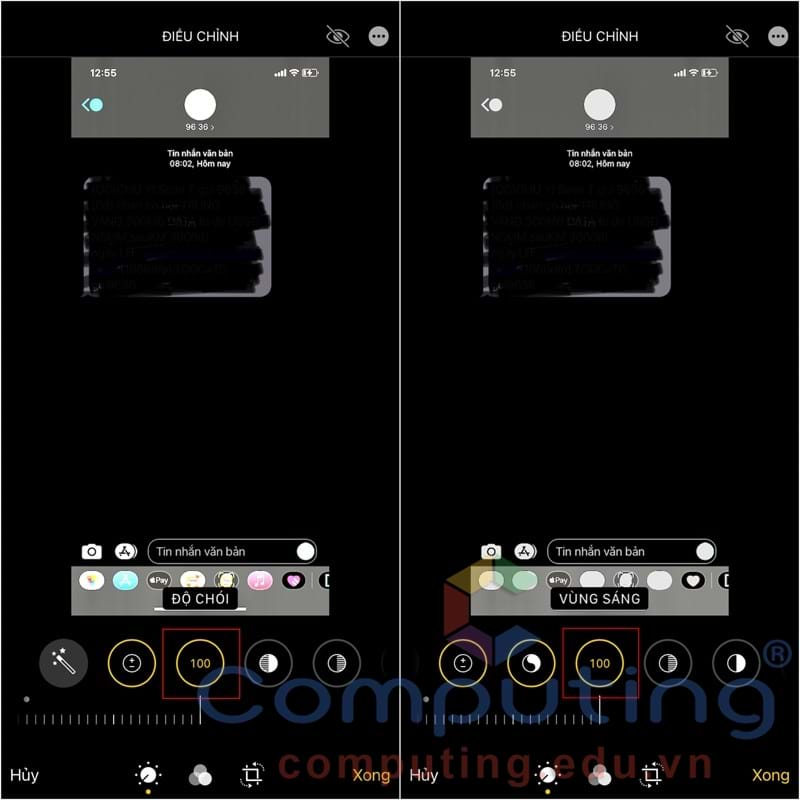 ĐIỀU CHỈNH
12:55
96 36 >
Tin nhắn văn bản
08:02, Hôm nay
Tin nhắn văn bản
Pay
ĐỘ CHÓI
100
Hủy
Xong
ĐIỀU CHỈNH
12:55
96 36 >
Tin nhắn văn bản
08:02, Hôm nay
Tin nhắn văn bản
Pay
VÙNG SÁNG
100
Hủy
Xong
Computing®
computing.edu.vn